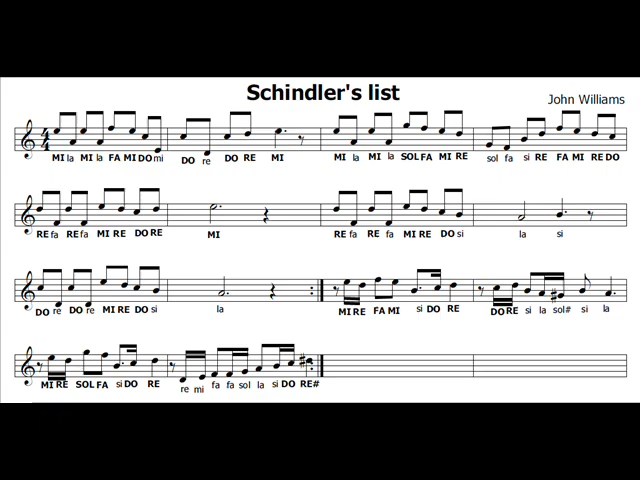 Schindler's list
John Williams
4
4
MI la MI la FA MI DO mi DO re DO RE MI MI la MI la SOL FA MI RE sol fa si RE FA MI RE DO
RE fa RE fa MI RE DO RE MI RE fa RE fa MI RE DO si la si
DO re DO re MI RE DO si la MI RE FA MI si DO RE DO RE si la sol# si la
MI RE SOL FA si DO RE re mi fa fa sol la si DO RE#